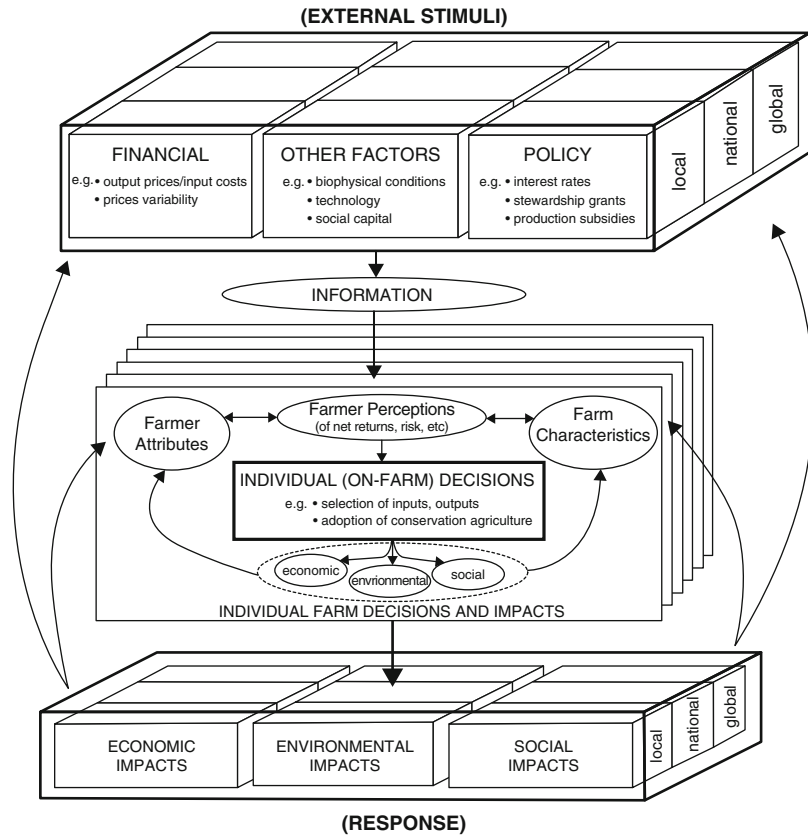 (EXTERNAL STIMULI)
FINANCIAL
e.g. • output prices/input costs
• prices variability
OTHER FACTORS
e.g. • biophysical conditions
• technology
• social capital
POLICY
e.g. • interest rates
• stewardship grants
• production subsidies
local
national
global
INFORMATION
Farmer
Attributes
Farmer Perceptions
(of net returns, risk, etc)
Farm
Characteristics
INDIVIDUAL (ON-FARM) DECISIONS
e.g. • selection of inputs, outputs
• adoption of conservation agriculture
economic
envrionmental
social
INDIVIDUAL FARM DECISIONS AND IMPACTS
ECONOMIC
IMPACTS
ENVIRONMENTAL
IMPACTS
SOCIAL
IMPACTS
local
national
global
(RESPONSE)